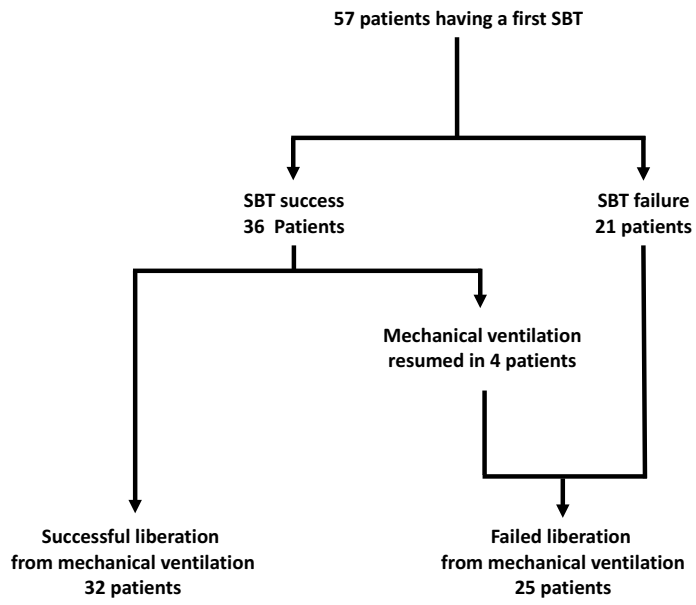 57 patients having a first SBT
SBT success
36 Patients
SBT failure
21 patients
Mechanical ventilation
resumed in 4 patients
Successful liberation
from mechanical ventilation
32 patients
Failed liberation
from mechanical ventilation
25 patients